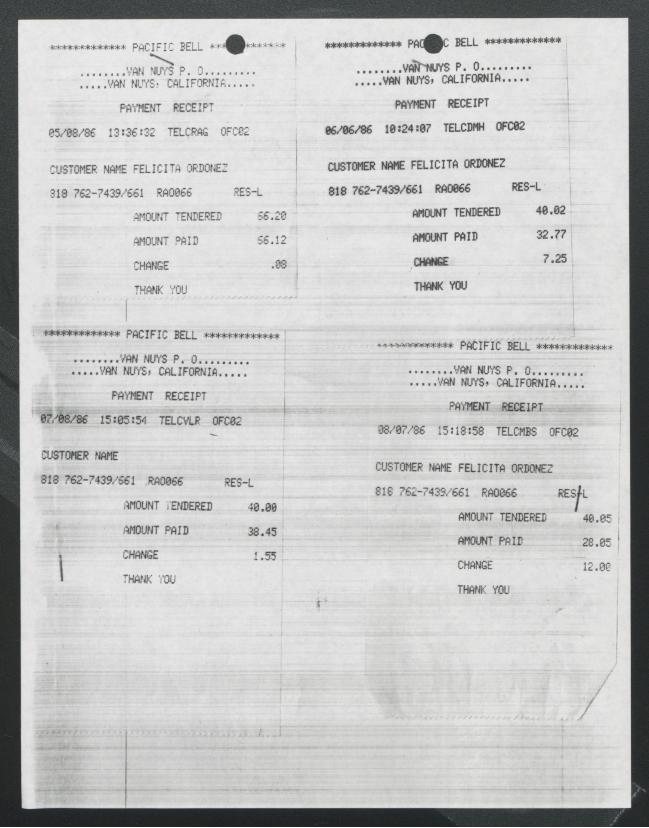 ************* PACIFIC BELL *************
........VAN NUYS P. O.........
.....VAN NUYS, CALIFORNIA.....
PAYMENT RECEIPT
05/08/86 13:36:32 TELCRAG OFC02
CUSTOMER NAME FELICITA ORDONEZ
818 762-7439/661 RAO066 RES-L
AMOUNT TENDERED 56.20
AMOUNT PAID 56.12
CHANGE .08
THANK YOU
************* PACIFIC BELL *************
........VAN NUYS P. O.........
.....VAN NUYS, CALIFORNIA.....
PAYMENT RECEIPT
06/06/86 10:24:07 TELCDMH OFC02
CUSTOMER NAME FELICITA ORDONEZ
818 762-7439/661 RAO066 RES-L
AMOUNT TENDERED 40.02
AMOUNT PAID 32.77
CHANGE 7.25
THANK YOU
************* PACIFIC BELL *************
........VAN NUYS P. O.........
.....VAN NUYS, CALIFORNIA.....
PAYMENT RECEIPT
07/08/86 15:05:54 TELCVLR OFC02
CUSTOMER NAME
818 762-7439/661 RAO066 RES-L
AMOUNT TENDERED 40.00
AMOUNT PAID 38.45
CHANGE 1.55
THANK YOU
************* PACIFIC BELL *************
........VAN NUYS P. O.........
.....VAN NUYS, CALIFORNIA.....
PAYMENT RECEIPT
08/07/86 15:18:58 TELCMBS OFC02
CUSTOMER NAME FELICITA ORDONEZ
818 762-7439/661 RAO066 RES-L
AMOUNT TENDERED 40.05
AMOUNT PAID 28.05
CHANGE 12.00
THANK YOU